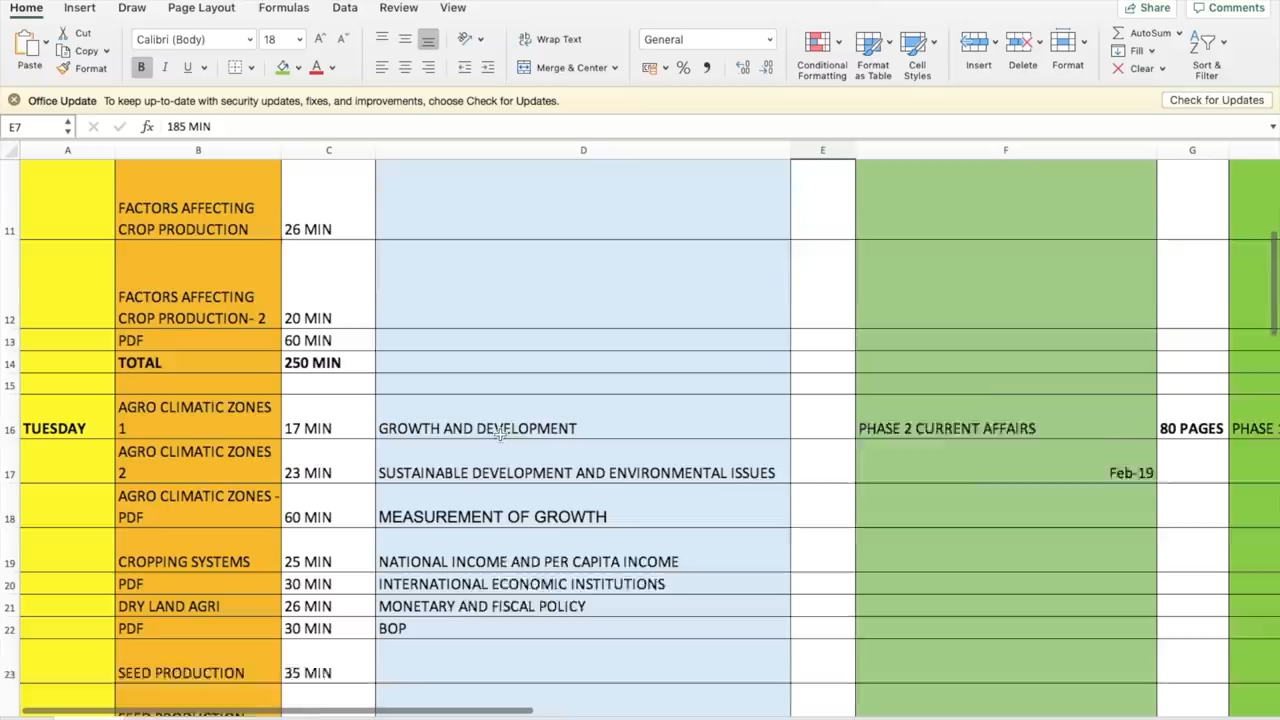 Home Insert Draw Page Layout Formulas Data Review View Share Comments
Paste Cut Copy Format
Calibri (Body) 18
B I U
Wrap Text
Merge & Center
General
Conditional Formatting
Format as Table
Cell Styles
Insert Delete Format
AutoSum
Fill
Clear
Sort & Filter
Office Update To keep up-to-date with security updates, fixes, and improvements, choose Check for Updates. Check for Updates
E7 fx 185 MIN
A B C D E F G
FACTORS AFFECTING
11 CROP PRODUCTION 26 MIN
FACTORS AFFECTING
12 CROP PRODUCTION- 2 20 MIN
13 PDF 60 MIN
14 TOTAL 250 MIN
15
AGRO CLIMATIC ZONES
16 TUESDAY 1 17 MIN GROWTH AND DEVELOPMENT PHASE 2 CURRENT AFFAIRS 80 PAGES PHASE
AGRO CLIMATIC ZONES
17 2 23 MIN SUSTAINABLE DEVELOPMENT AND ENVIRONMENTAL ISSUES Feb-19
AGRO CLIMATIC ZONES -
18 PDF 60 MIN MEASUREMENT OF GROWTH
19 CROPPING SYSTEMS 25 MIN NATIONAL INCOME AND PER CAPITA INCOME
20 PDF 30 MIN INTERNATIONAL ECONOMIC INSTITUTIONS
21 DRY LAND AGRI 26 MIN MONETARY AND FISCAL POLICY
22 PDF 30 MIN BOP
23 SEED PRODUCTION 35 MIN